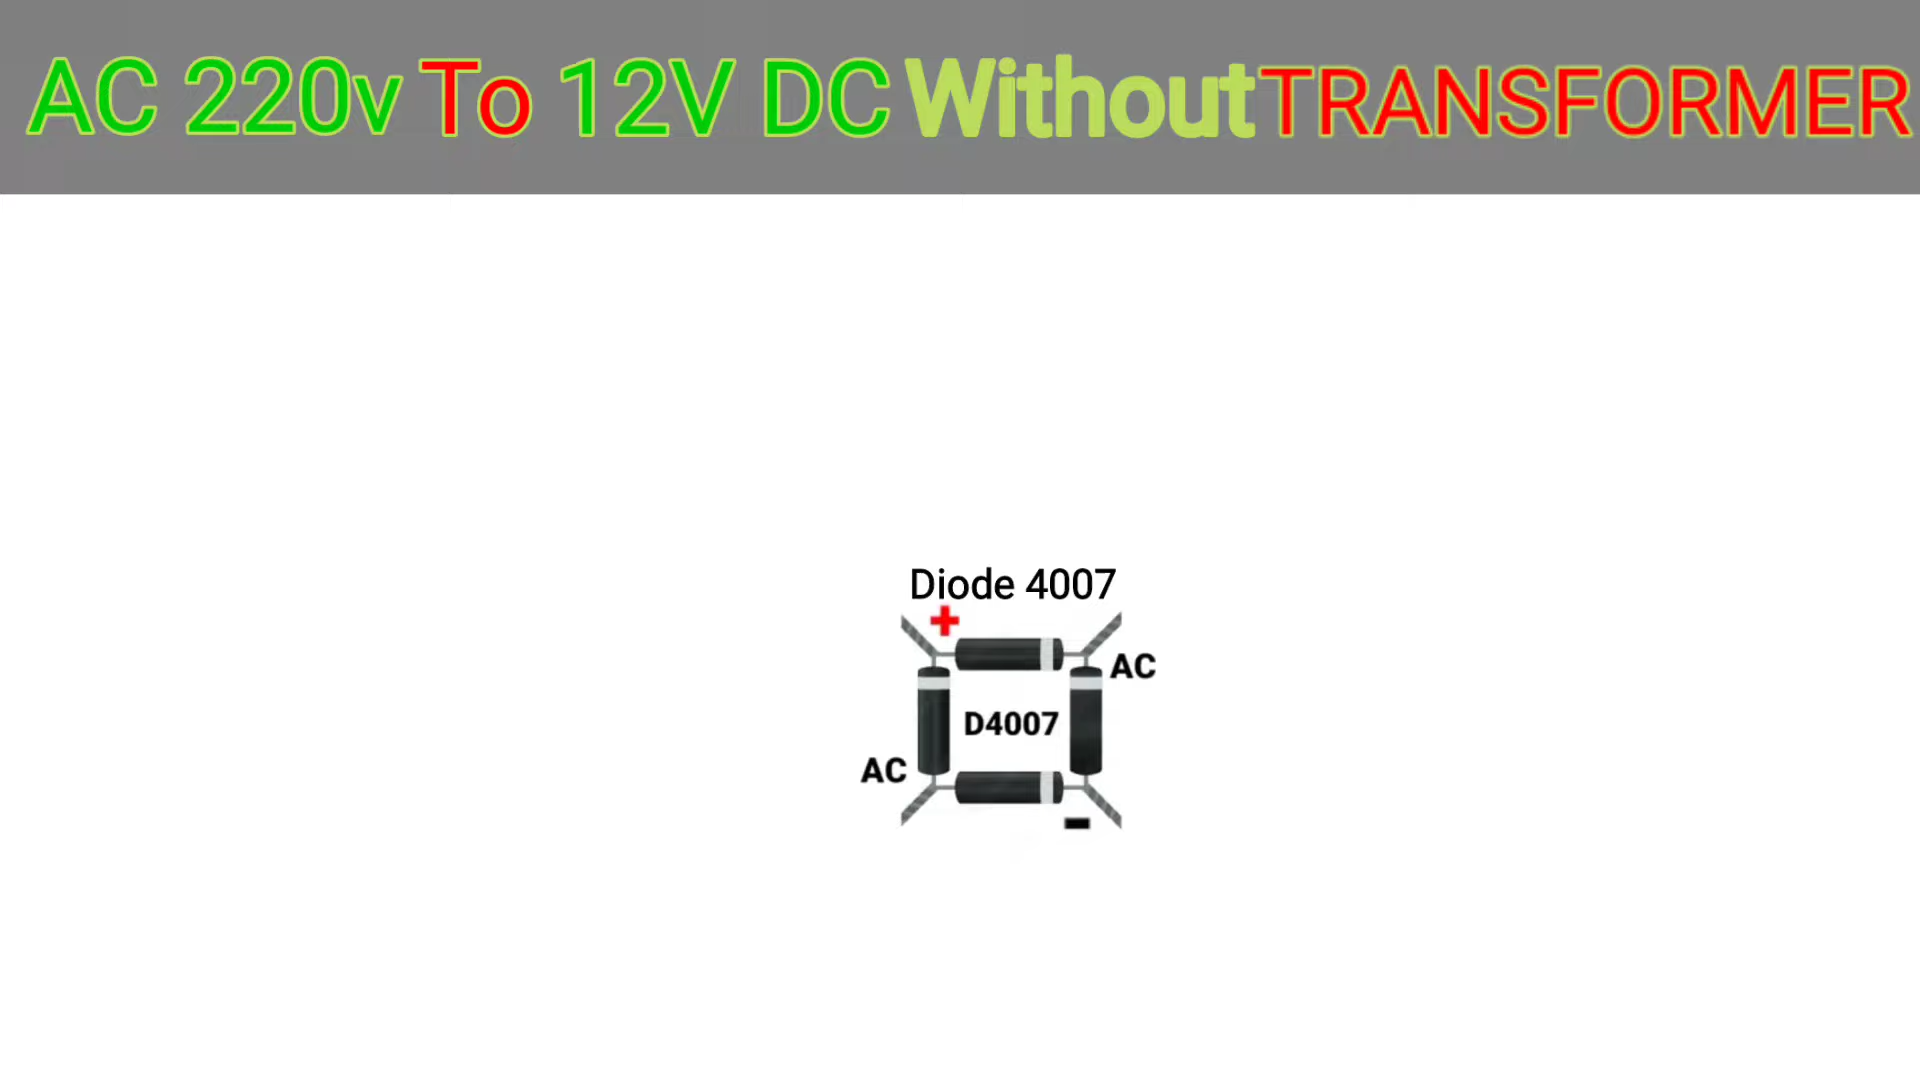 AC 220v To 12V DC Without TRANSFORMER
Diode 4007
+
AC
D4007
AC
-